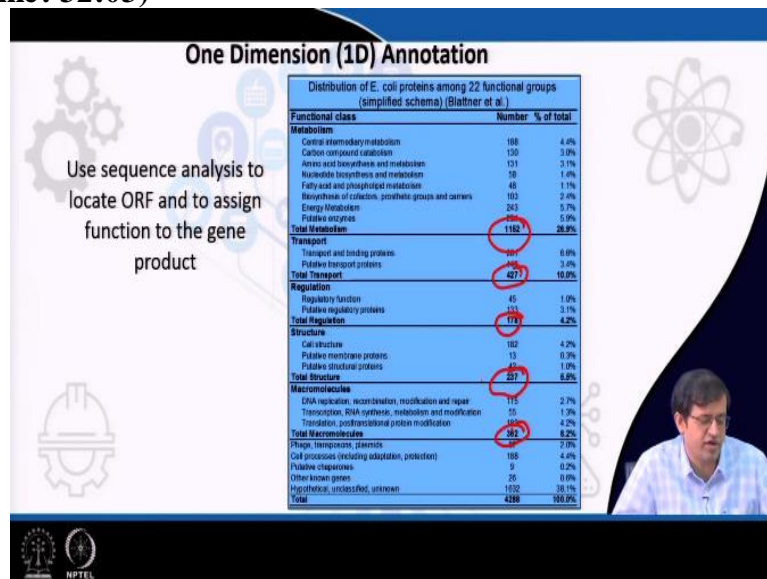 One Dimension (1D) Annotation
Use sequence analysis to
locate ORF and to assign
function to the gene
product
Distribution of E. coli proteins among 22 functional groups
(simplified schema) (Blattner et al.)
Functional class Number % of total
Metabolism
Central intermediary metabolism 188 4.4%
Carbon compound catabolism 130 3.0%
Amino acid biosynthesis and metabolism 131 3.1%
Nucleotide biosynthesis and metabolism 58 1.4%
Fatty acid and phospholipid metabolism 48 1.1%
Biosynthesis of cofactors, prosthetic groups and carriers 103 2.4%
Energy Metabolism 243 5.7%
Putative enzymes 5.9%
Total Metabolism 1152 26.9%
Transport
Transport and binding proteins 6.6%
Putative transport proteins 3.4%
Total Transport 427 10.0%
Regulation
Regulatory function 45 1.0%
Putative regulatory proteins 133 3.1%
Total Regulation 178 4.2%
Structure
Cell structure 182 4.2%
Putative membrane proteins 13 0.3%
Putative structural proteins 42 1.0%
Total Structure 237 5.5%
Macromolecules
DNA replication, recombination, modification and repair 115 2.7%
Transcription, RNA synthesis, metabolism and modification 55 1.3%
Translation, posttranslational protein modification 4.2%
Total Macromolecules 352 8.2%
Phage, transposons, plasmids 2.0%
Cell processes (including adaptation, protection) 188 4.4%
Putative chaperones 9 0.2%
Other known genes 26 0.6%
Hypothetical, unclassified, unknown 1632 38.1%
Total 4288 100.0%
NPTEL